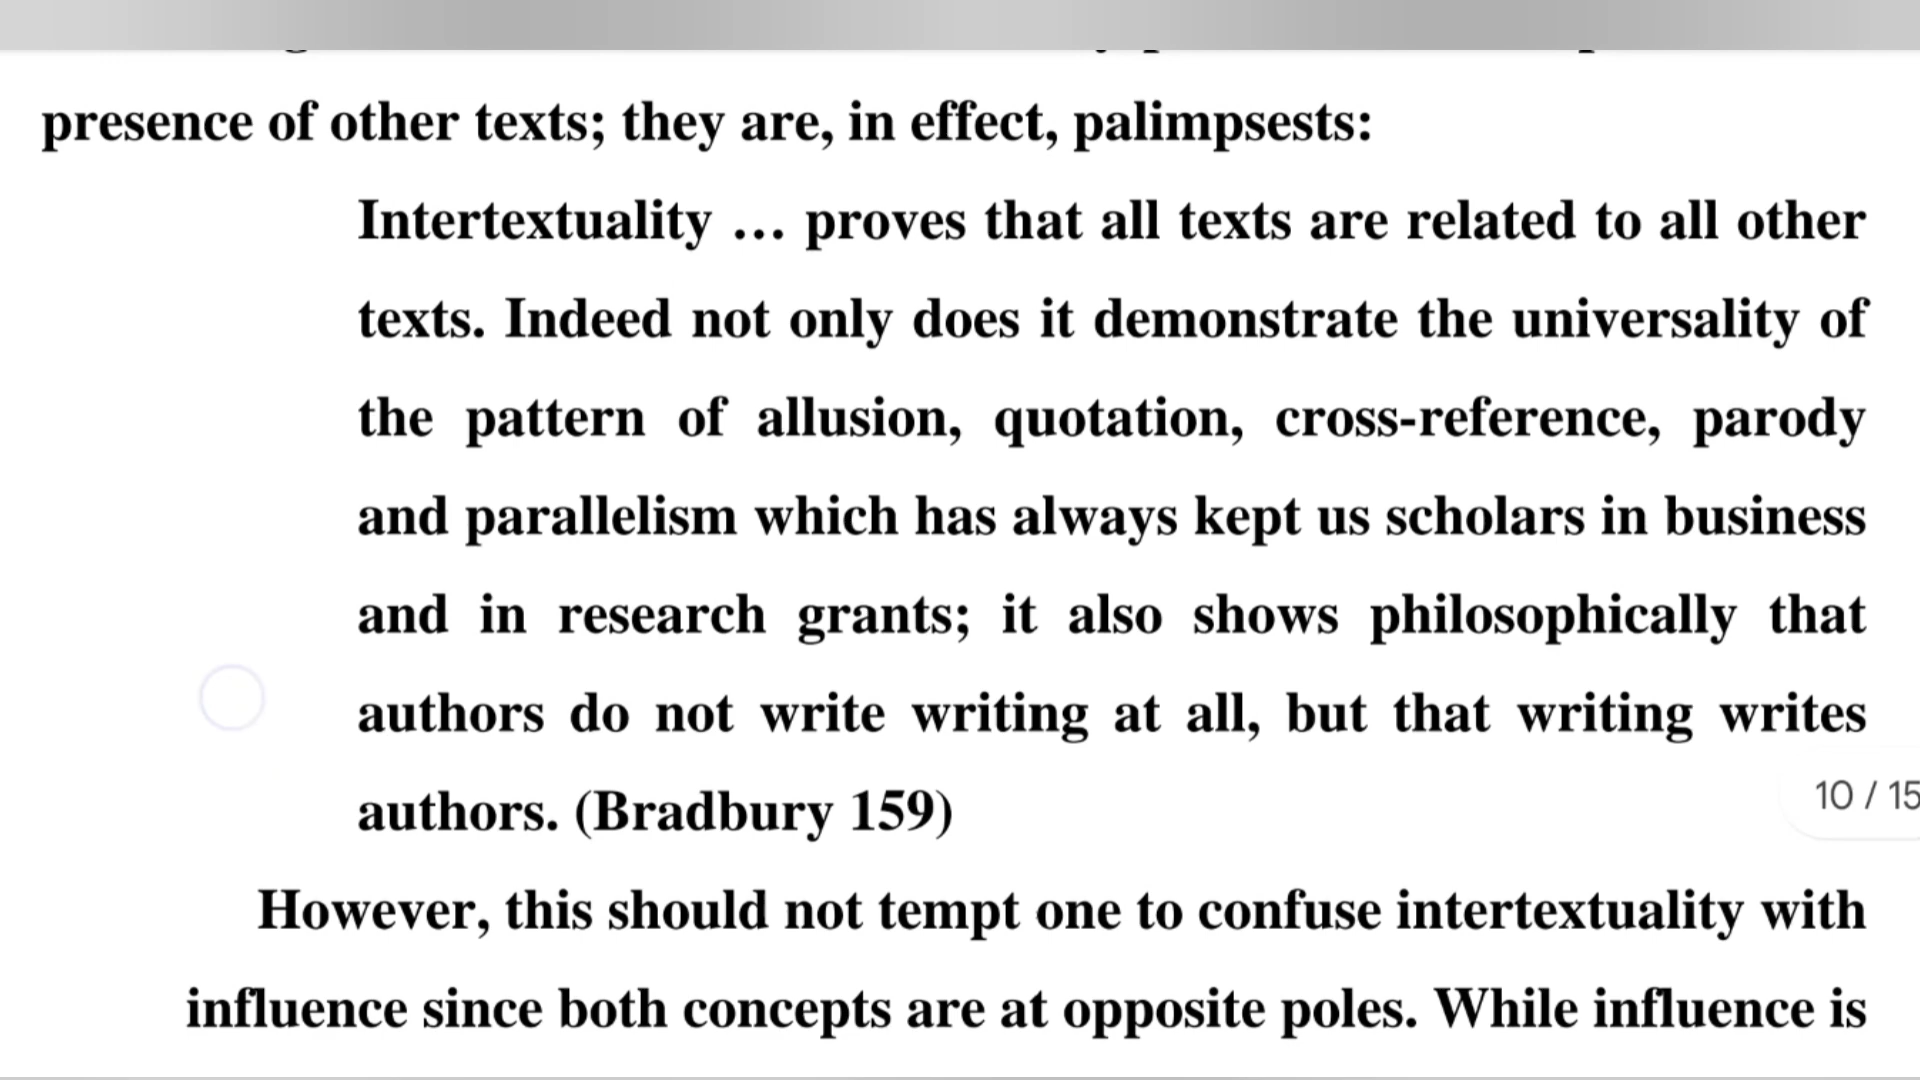 presence of other texts; they are, in effect, palimpsests:
Intertextuality … proves that all texts are related to all other
texts. Indeed not only does it demonstrate the universality of
the pattern of allusion, quotation, cross-reference, parody
and parallelism which has always kept us scholars in business
and in research grants; it also shows philosophically that
authors do not write writing at all, but that writing writes
authors. (Bradbury 159)
10 / 15
However, this should not tempt one to confuse intertextuality with
influence since both concepts are at opposite poles. While influence is